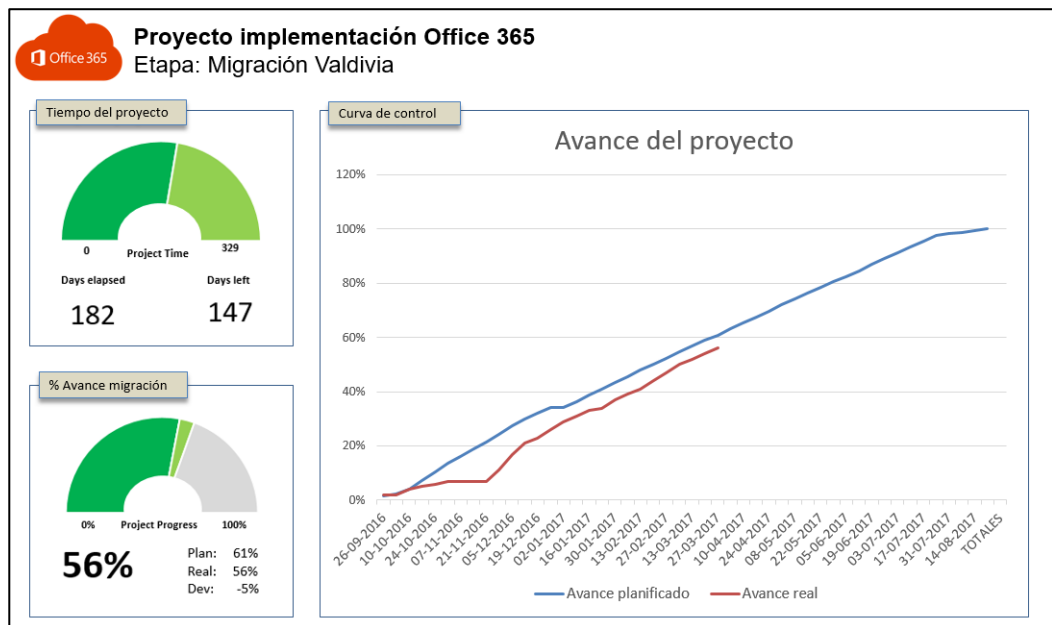 Office 365
Proyecto implementación Office 365
Etapa: Migración Valdivia
Tiempo del proyecto
0
Project Time
329
Days elapsed
Days left
182
147
% Avance migración
0%
Project Progress
100%
56%
Plan: 61%
Real: 56%
Dev: -5%
Curva de control
Avance del proyecto
120%
100%
80%
60%
40%
20%
0%
26-09-2016
10-10-2016
24-10-2016
07-11-2016
21-11-2016
05-12-2016
19-12-2016
02-01-2017
16-01-2017
30-01-2017
13-02-2017
27-02-2017
13-03-2017
27-03-2017
10-04-2017
24-04-2017
08-05-2017
22-05-2017
05-06-2017
19-06-2017
03-07-2017
17-07-2017
31-07-2017
14-08-2017
TOTALES
Avance planificado
Avance real